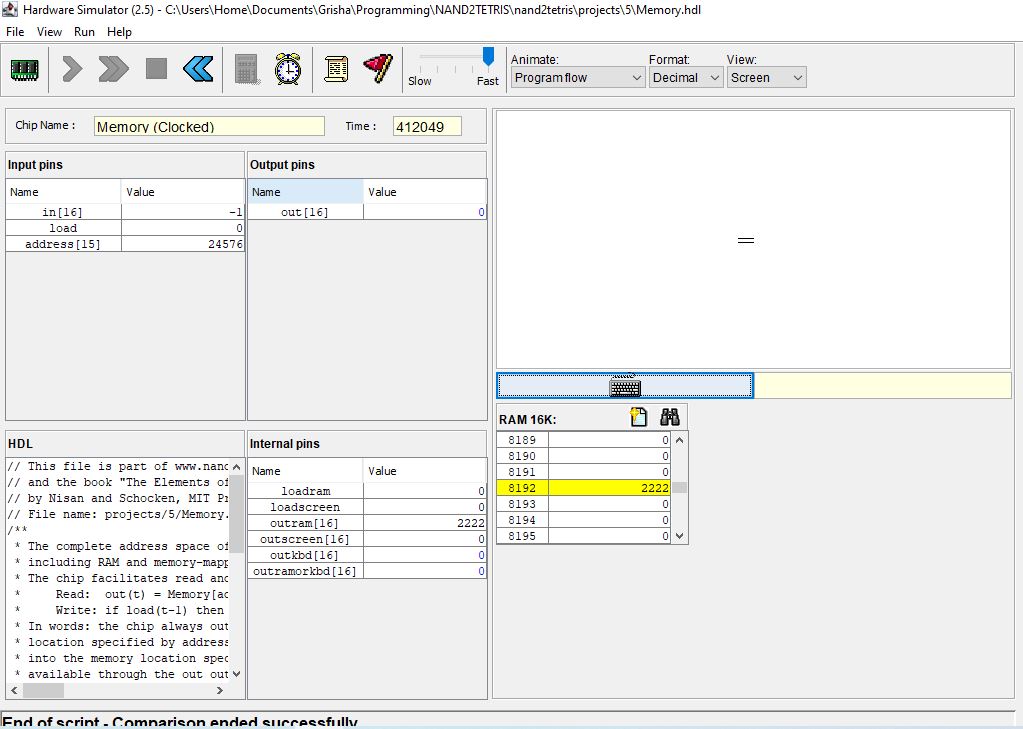 Hardware Simulator (2.5) - C:\Users\Home\Documents\Grisha\Programming\NAND2TETRIS\nand2tetris\projects\5\Memory.hdl
File View Run Help
Slow Fast
Animate: Format: View:
Program flow Decimal Screen
Chip Name : Memory (Clocked) Time : 412049
Input pins
Name Value
in[16] -1
load 0
address[15] 24576
Output pins
Name Value
out[16] 0
RAM 16K:
8189 0
8190 0
8191 0
8192 2222
8193 0
8194 0
8195 0
HDL
// This file is part of www.nand
// and the book "The Elements of
// by Nisan and Schocken, MIT Pr
// File name: projects/5/Memory.
/**
* The complete address space of
* including RAM and memory-mapp
* The chip facilitates read and
* Read: out(t) = Memory[ad
* Write: if load(t-1) then
* In words: the chip always out
* location specified by address
* into the memory location spec
* available through the out out
Internal pins
Name Value
loadram 0
loadscreen 0
outram[16] 2222
outscreen[16] 0
outkbd[16] 0
outramorkbd[16] 0
End of script - Comparison ended successfully